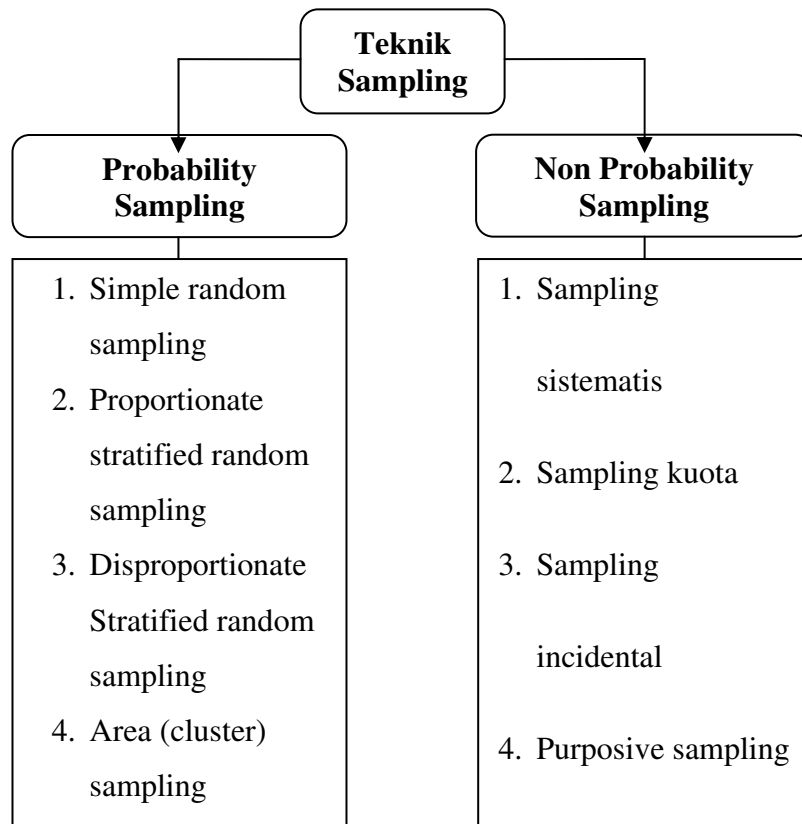 Teknik
Sampling
Probability
Sampling
Non Probability
Sampling
1. Simple random
sampling
2. Proportionate
stratified random
sampling
3. Disproportionate
Stratified random
sampling
4. Area (cluster)
sampling
1. Sampling
sistematis
2. Sampling kuota
3. Sampling
incidental
4. Purposive sampling